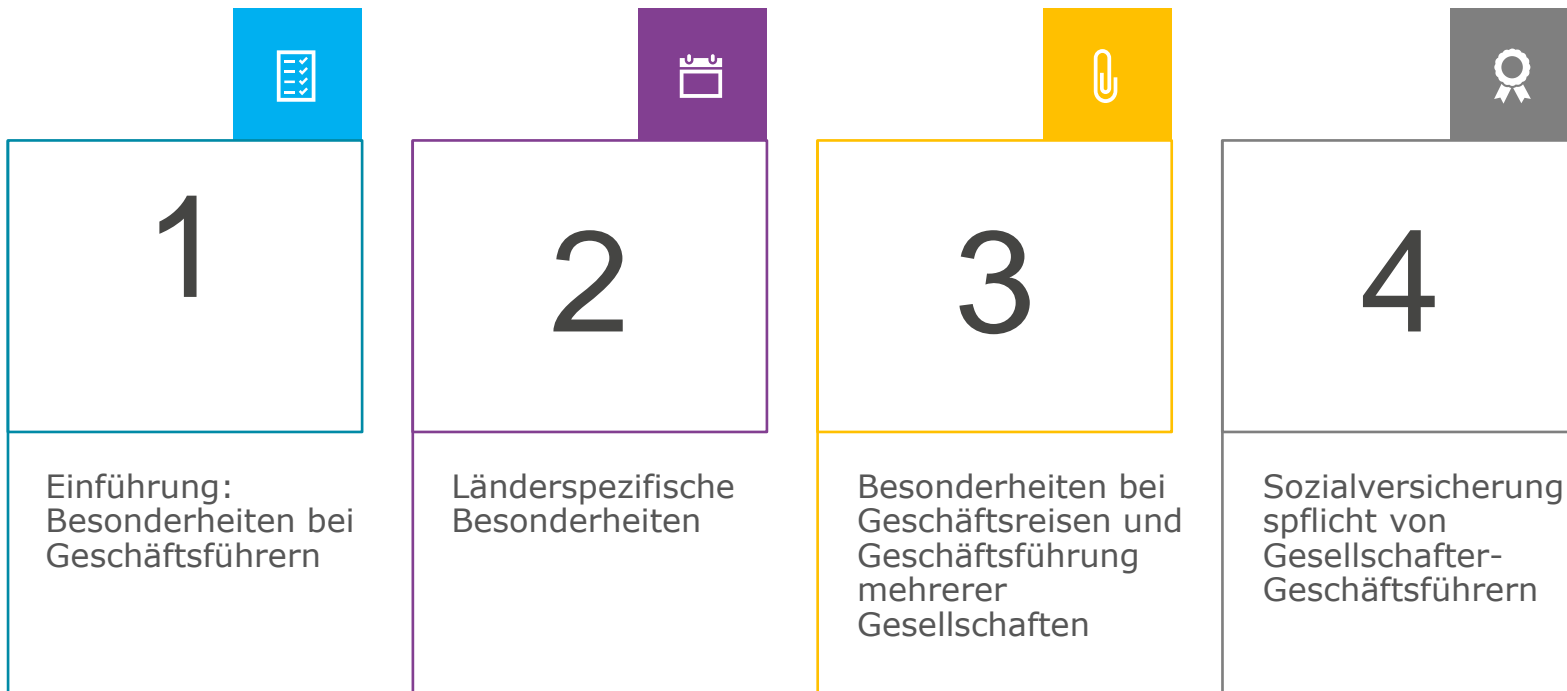 1
Einführung:
Besonderheiten bei
Geschäftsführern
2
Länderspezifische
Besonderheiten
3
Besonderheiten bei
Geschäftsreisen und
Geschäftsführung
mehrerer
Gesellschaften
4
Sozialversicherung
spflicht von
Gesellschafter-
Geschäftsführern